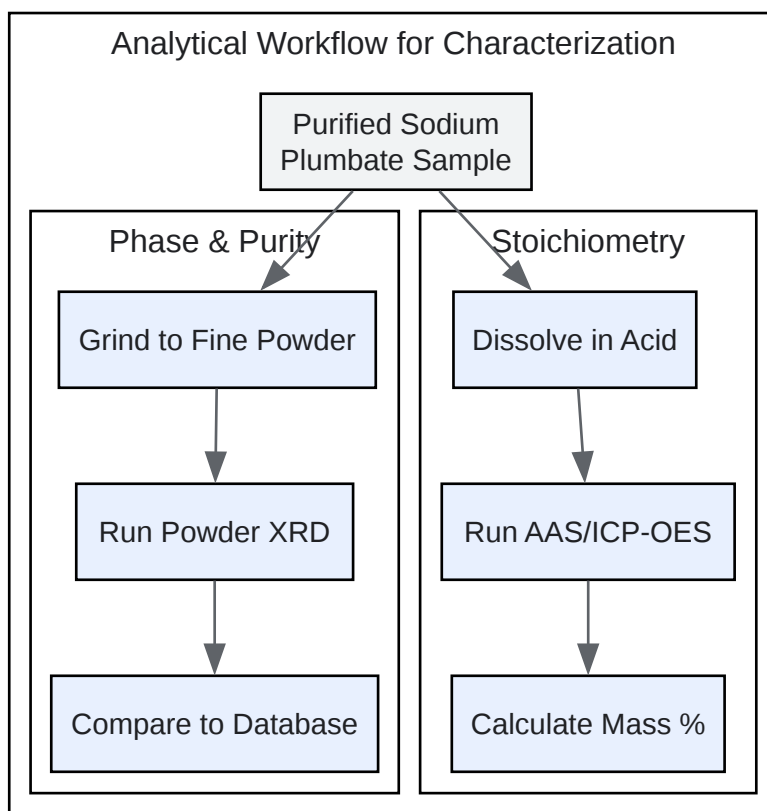 Analytical Workflow for Characterization
Purified Sodium
Plumbate Sample
Phase & Purity
Grind to Fine Powder
Run Powder XRD
Compare to Database
Stoichiometry
Dissolve in Acid
Run AAS/ICP-OES
Calculate Mass %